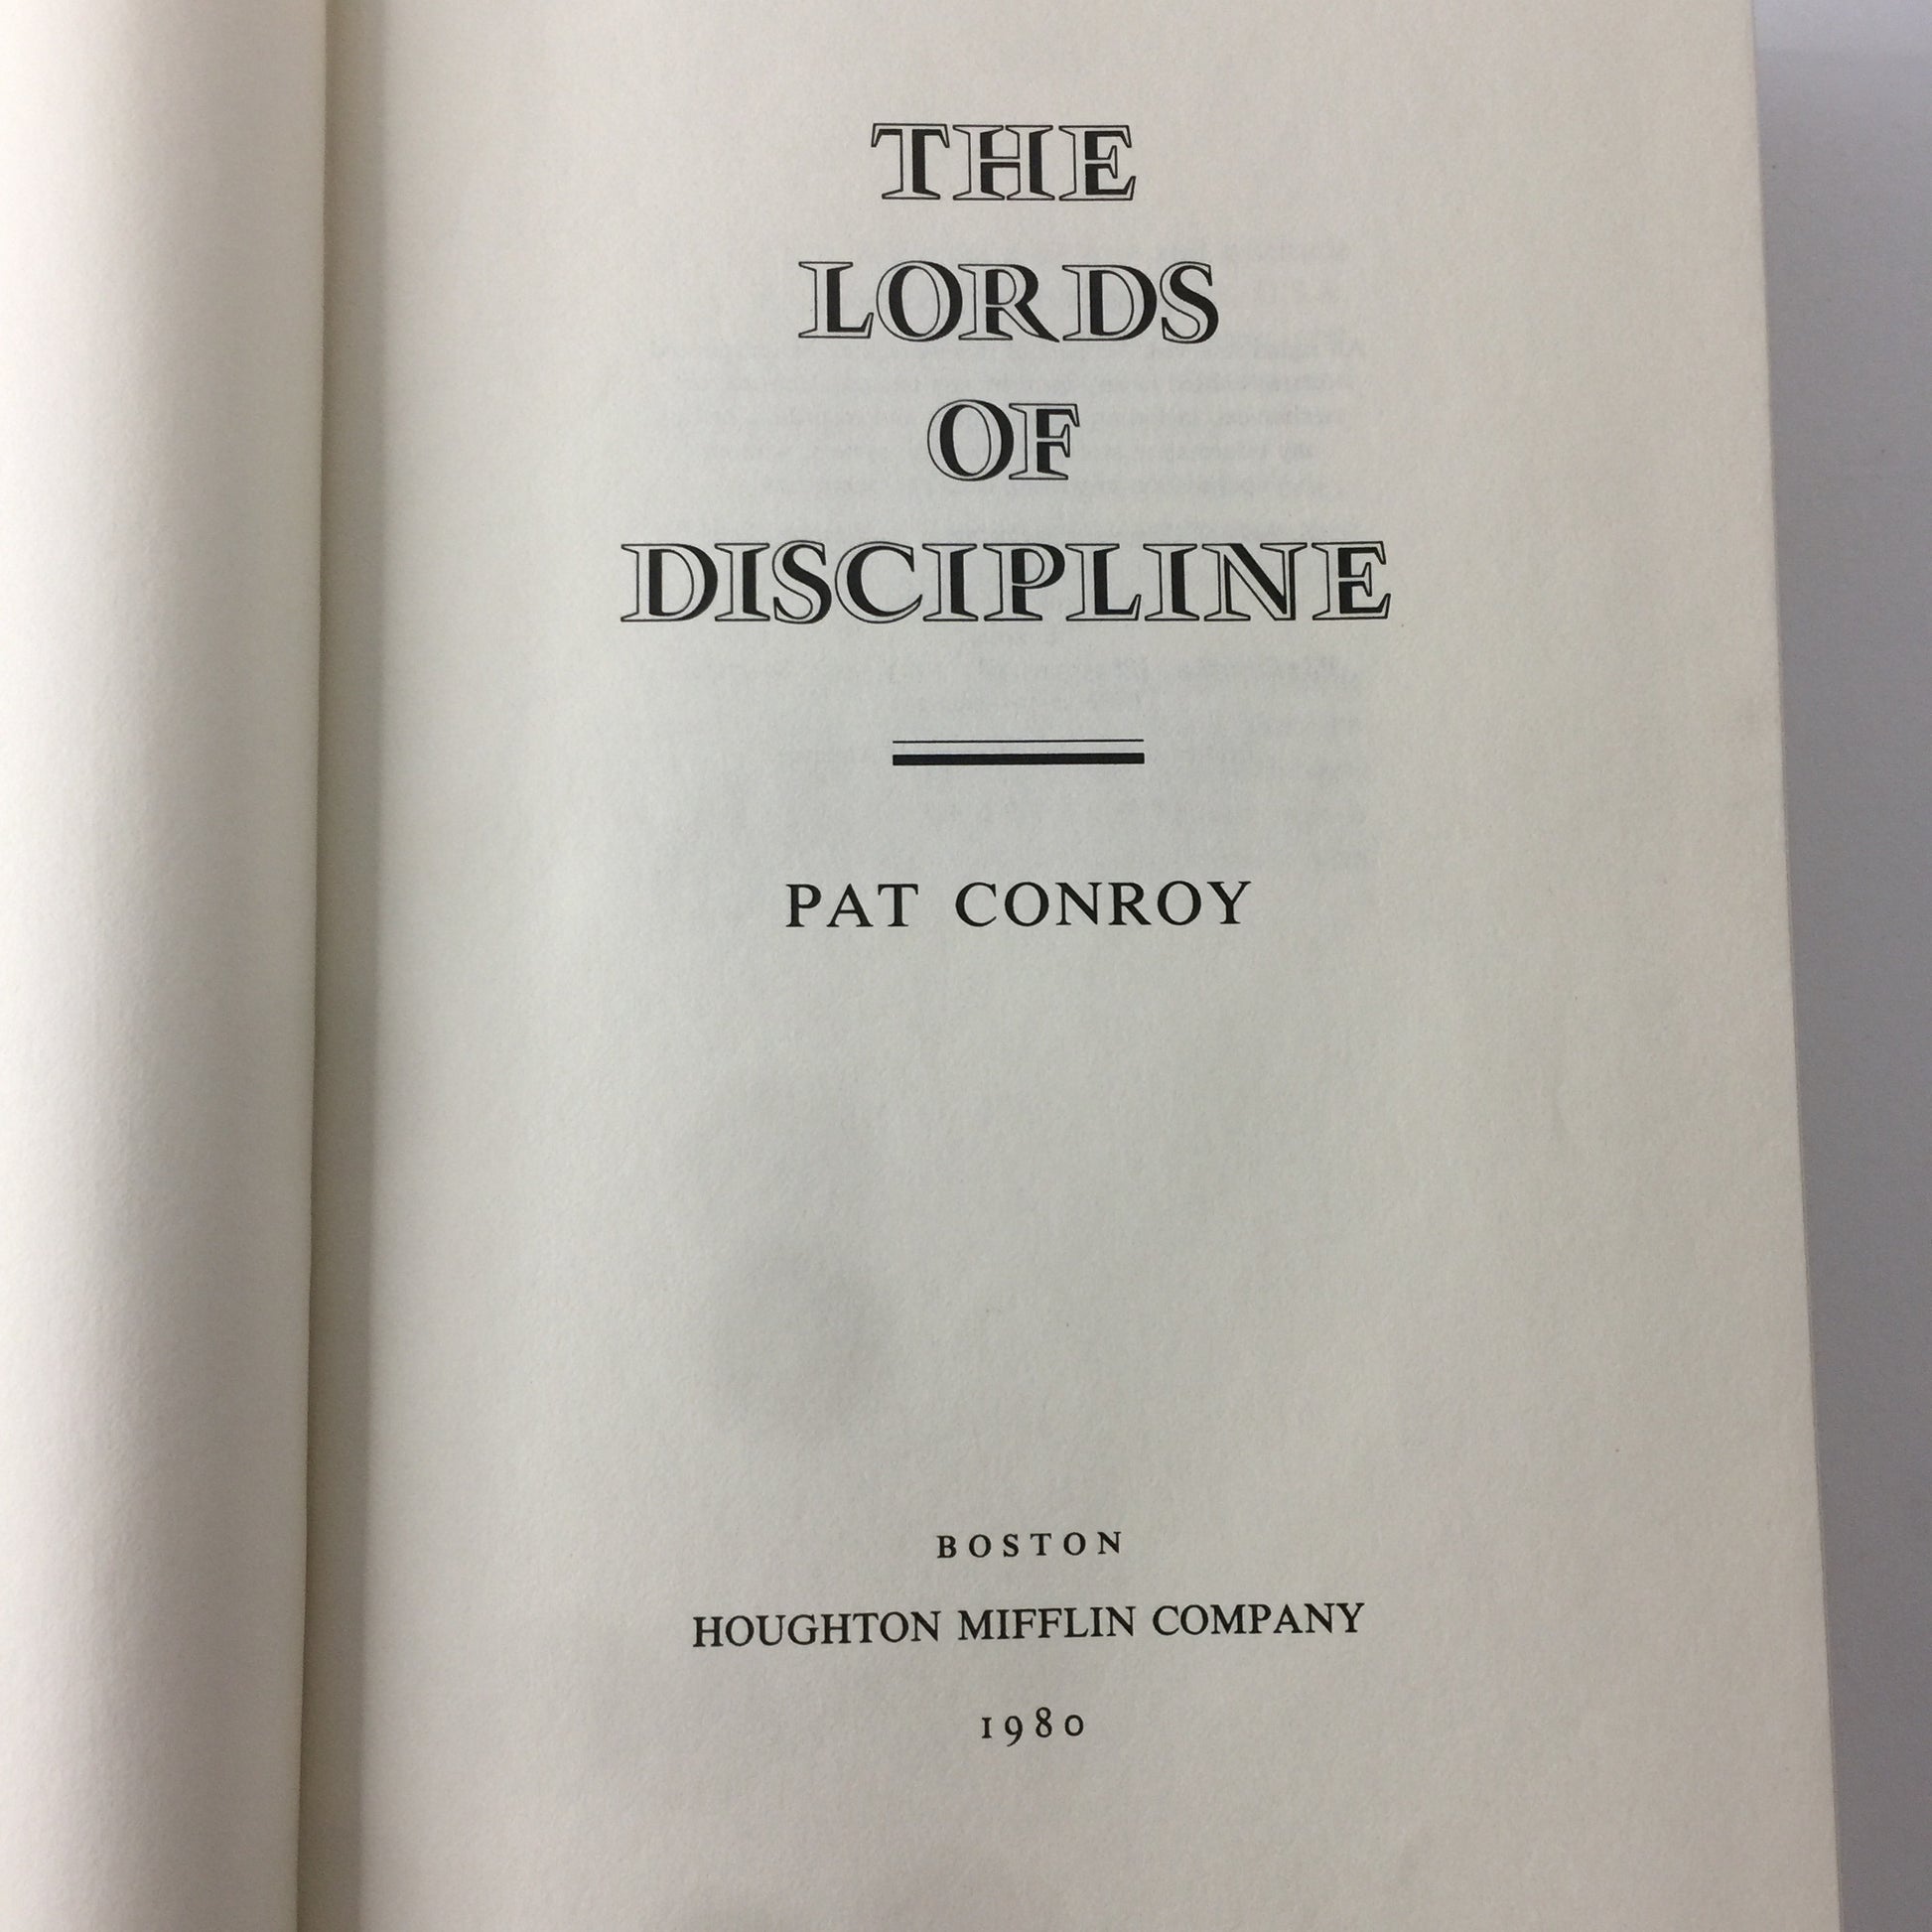 THE
LORDS
OF
DISCIPLINE
PAT CONROY
BOSTON
HOUGHTON MIFFLIN COMPANY
1980